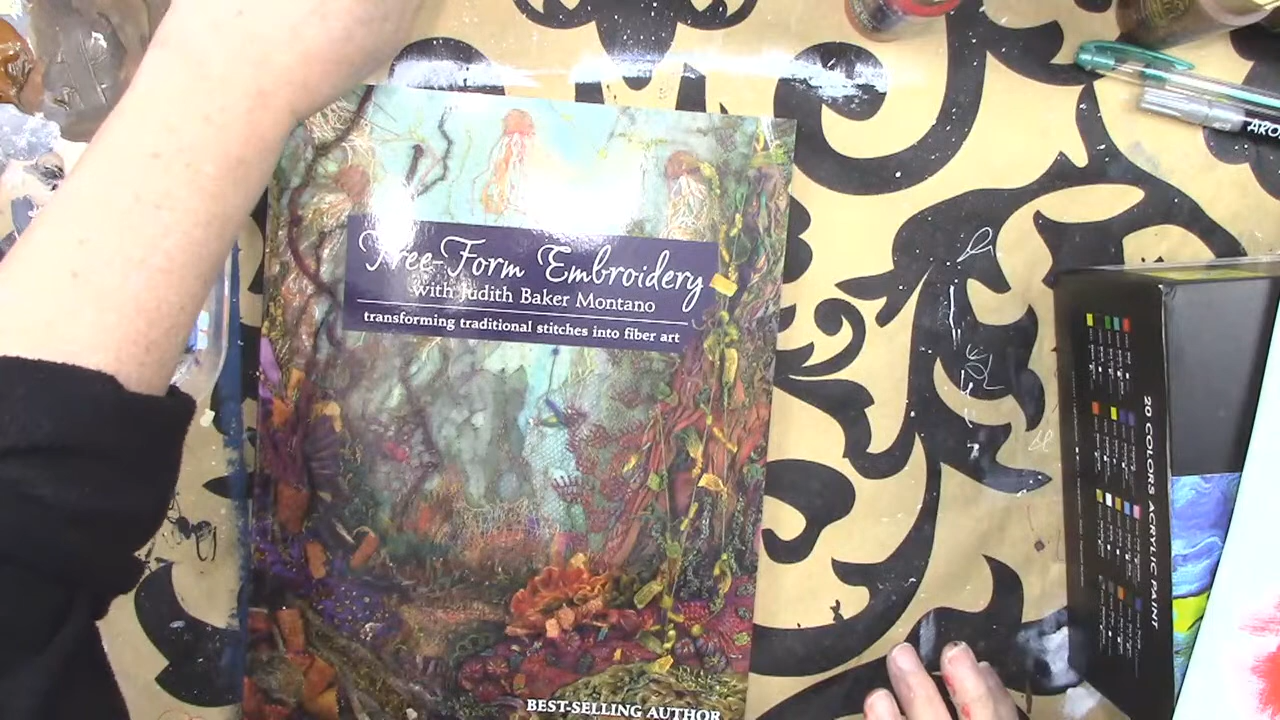 Free-Form Embroidery
with Judith Baker Montano
transforming traditional stitches into fiber art
BEST-SELLING AUTHOR
20 COLORS ACRYLIC PAINT